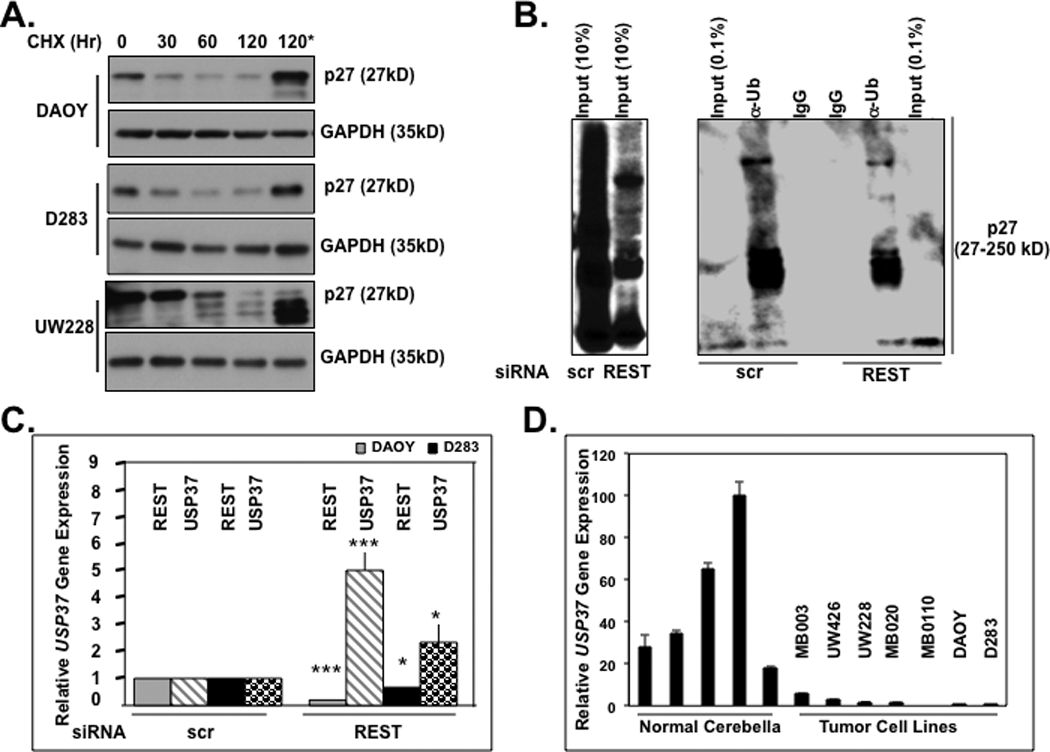 A.
CHX (Hr) 0 30 60 120 120*
DAOY
p27 (27kD)
GAPDH (35kD)
D283
p27 (27kD)
GAPDH (35kD)
UW228
p27 (27kD)
GAPDH (35kD)
B.
Input (10%)
Input (10%)
Input (0.1%)
α-Ub
IgG
IgG
α-Ub
Input (0.1%)
p27
(27-250 kD)
siRNA scr REST
scr REST
C.
DAOY D283
Relative USP37 Gene Expression
9
8
7
6
5
4
3
2
1
0
REST
USP37
REST
USP37
REST
USP37
REST
USP37
***
***
*
*
siRNA scr REST
D.
Relative USP37 Gene Expression
120
100
80
60
40
20
0
MB003
UW426
UW228
MB020
MB0110
DAOY
D283
Normal Cerebella Tumor Cell Lines